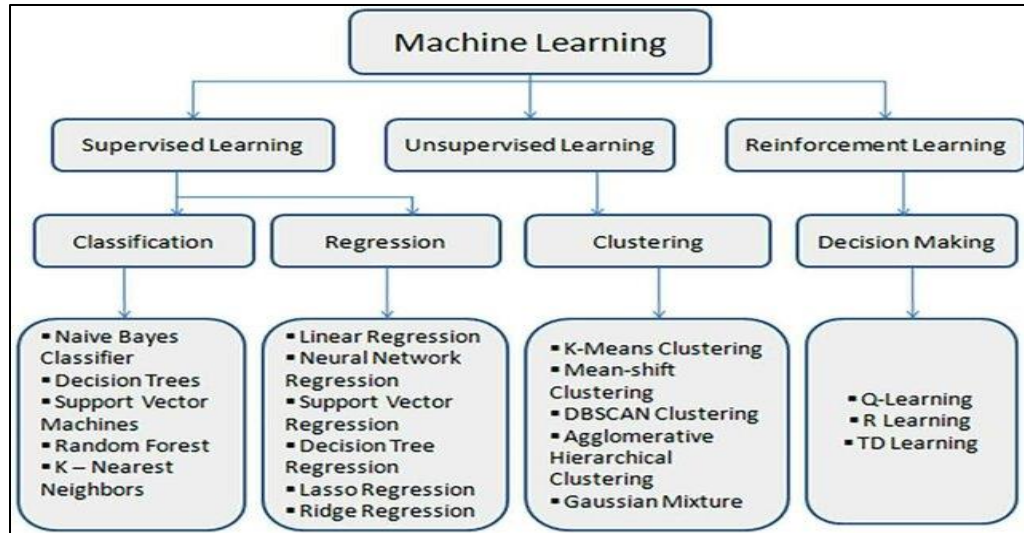 Machine Learning
Supervised Learning
Unsupervised Learning
Reinforcement Learning
Classification
Regression
Clustering
Decision Making
▪ Naive Bayes
Classifier
▪ Decision Trees
▪ Support Vector
Machines
▪ Random Forest
▪ K – Nearest
Neighbors
▪ Linear Regression
▪ Neural Network
Regression
▪ Support Vector
Regression
▪ Decision Tree
Regression
▪ Lasso Regression
▪ Ridge Regression
▪ K-Means Clustering
▪ Mean-shift
Clustering
▪ DBSCAN Clustering
▪ Agglomerative
Hierarchical
Clustering
▪ Gaussian Mixture
▪ Q-Learning
▪ R Learning
▪ TD Learning